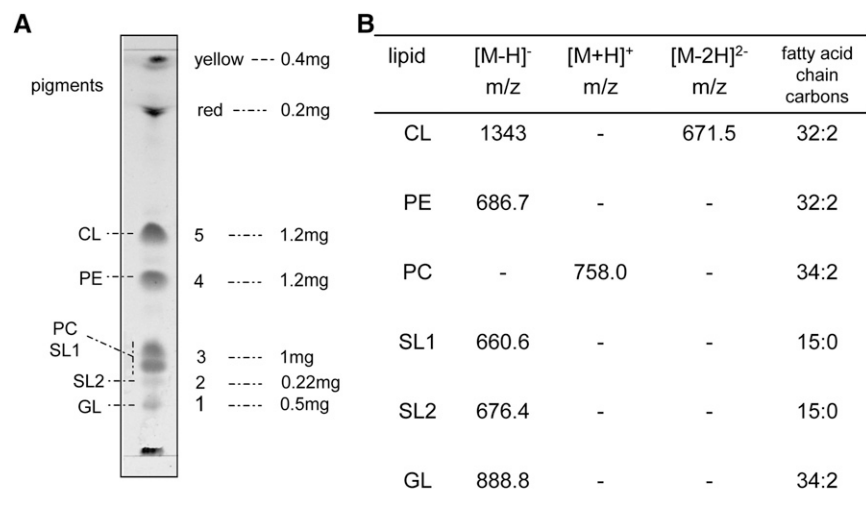 A
pigments
yellow --- 0.4mg
red 0.2mg
CL 5 1.2mg
PE 4 1.2mg
PC
SL1 3 1mg
SL2 2 0.22mg
GL 1 0.5mg
B
lipid [M-H]- [M+H]+ [M-2H]2- fatty acid
m/z m/z m/z chain
carbons
CL 1343 - 671.5 32:2
PE 686.7 - - 32:2
PC - 758.0 - 34:2
SL1 660.6 - - 15:0
SL2 676.4 - - 15:0
GL 888.8 - - 34:2